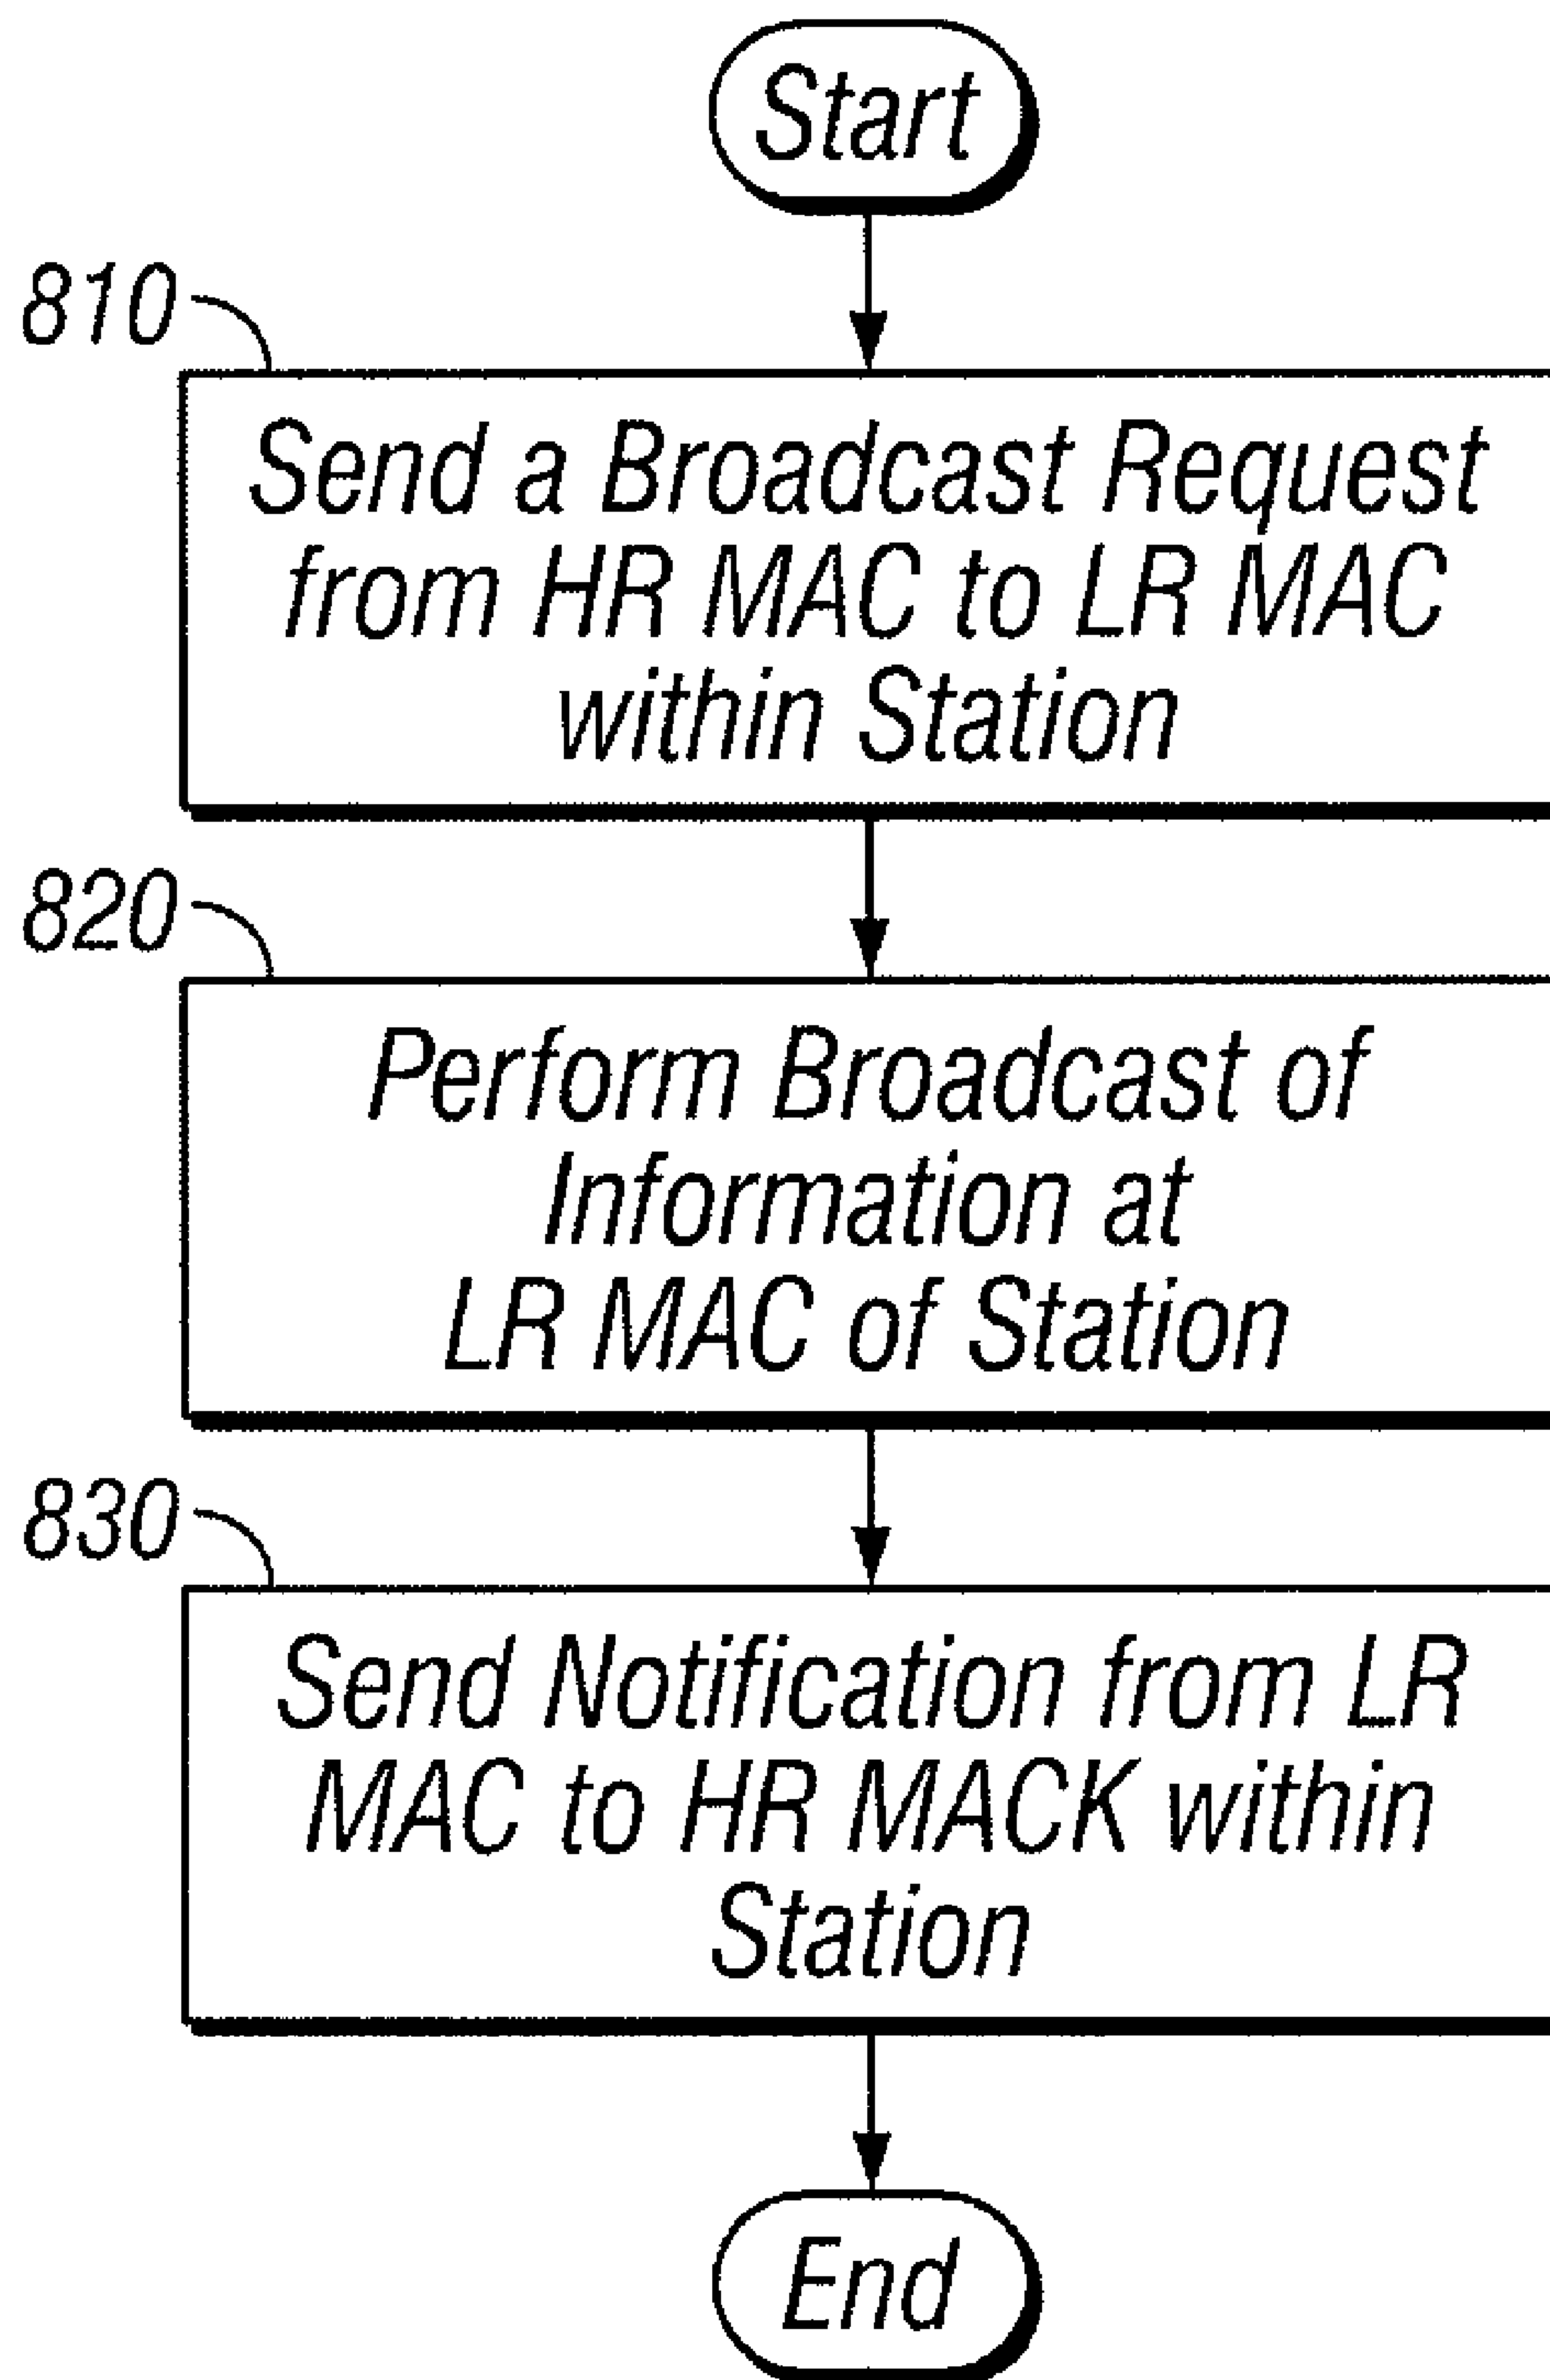 Start
810
Send a Broadcast Request
from HR MAC to LR MAC
within Station
820
Perform Broadcast of
Information at
LR MAC of Station
830
Send Notification from LR
MAC to HR MACK within
Station
End